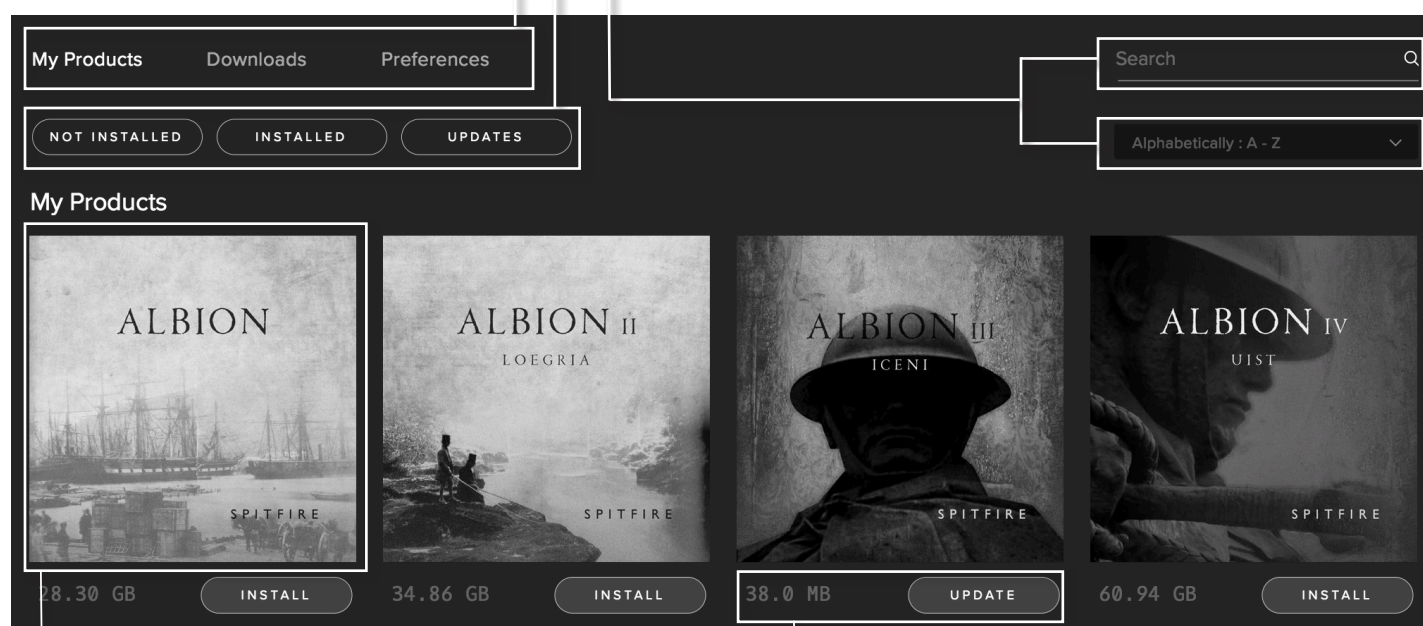 My Products Downloads Preferences
Search
NOT INSTALLED INSTALLED UPDATES
Alphabetically : A - Z
My Products
ALBION
SPITFIRE
ALBION II
LOEGRIA
SPITFIRE
ALBION III
ICENI
SPITFIRE
ALBION IV
UIST
SPITFIRE
28.30 GB INSTALL
34.86 GB INSTALL
38.0 MB UPDATE
60.94 GB INSTALL